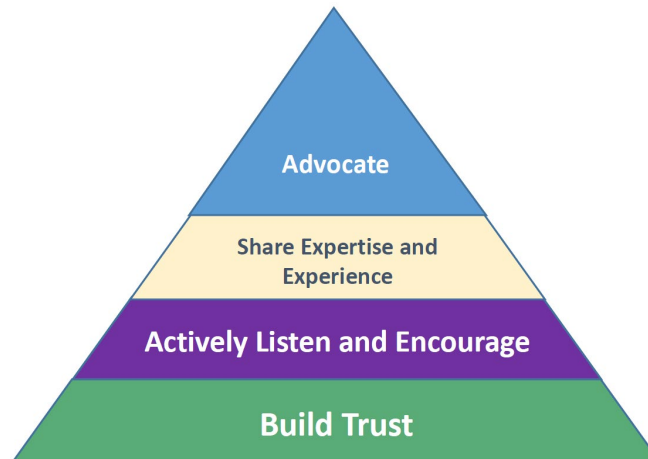 Advocate
Share Expertise and
Experience
Actively Listen and Encourage
Build Trust